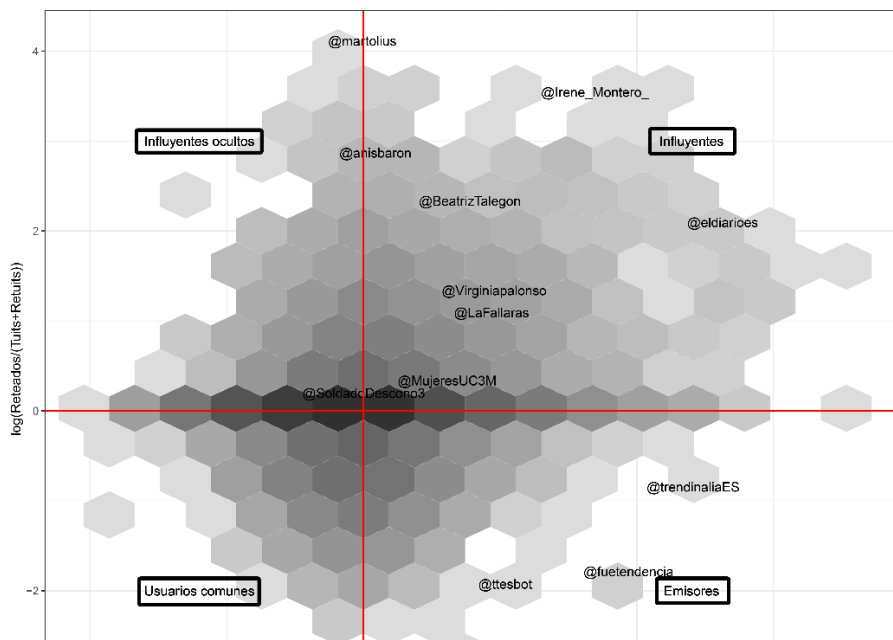 @martolius
4
@Irene_Montero_
Influyentes ocultos
Influyentes
@anisbaron
@BeatrizTalegon
@eldiarioes
2
@Virginiapalonso
@LaFallaras
@MujeresUC3M
@SoldadoDescono3
0
@trendinaliaES
@fuetendencia
@ttesbot
Usuarios comunes
Emisores
−2
log(Reteados/(Tuits+Retuits))